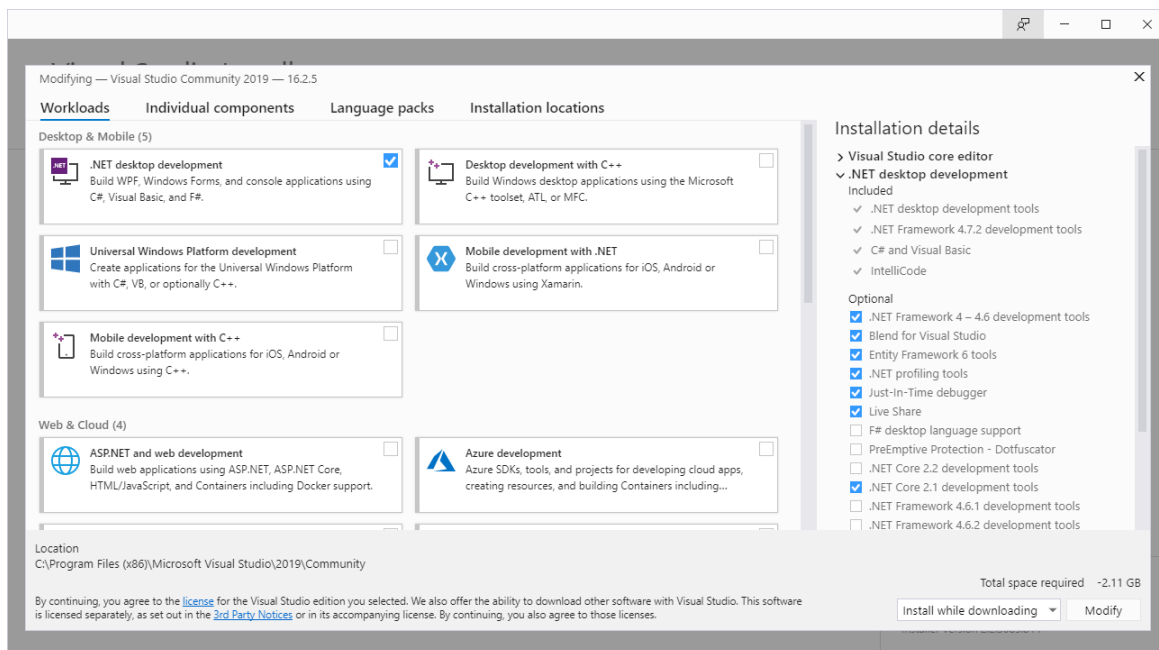 Modifying — Visual Studio Community 2019 — 16.2.5
Workloads
Individual components
Language packs
Installation locations
Desktop & Mobile (5)
.NET desktop development
Build WPF, Windows Forms, and console applications using
C#, Visual Basic, and F#.
Desktop development with C++
Build Windows desktop applications using the Microsoft
C++ toolset, ATL, or MFC.
Universal Windows Platform development
Create applications for the Universal Windows Platform
with C#, VB, or optionally C++.
Mobile development with .NET
Build cross-platform applications for iOS, Android or
Windows using Xamarin.
Mobile development with C++
Build cross-platform applications for iOS, Android or
Windows using C++.
Web & Cloud (4)
ASP.NET and web development
Build web applications using ASP.NET, ASP.NET Core,
HTML/JavaScript, and Containers including Docker support.
Azure development
Azure SDKs, tools, and projects for developing cloud apps,
creating resources, and building Containers including...
Installation details
Visual Studio core editor
.NET desktop development
Included
.NET desktop development tools
.NET Framework 4.7.2 development tools
C# and Visual Basic
IntelliCode
Optional
.NET Framework 4 – 4.6 development tools
Blend for Visual Studio
Entity Framework 6 tools
.NET profiling tools
Just-In-Time debugger
Live Share
F# desktop language support
PreEmptive Protection - Dotfuscator
.NET Core 2.2 development tools
.NET Core 2.1 development tools
.NET Framework 4.6.1 development tools
.NET Framework 4.6.2 development tools
Location
C:\Program Files (x86)\Microsoft Visual Studio\2019\Community
Total space required -2.11 GB
By continuing, you agree to the license for the Visual Studio edition you selected. We also offer the ability to download other software with Visual Studio. This software
is licensed separately, as set out in the 3rd Party Notices or in its accompanying license. By continuing, you also agree to those licenses.
Install while downloading
Modify